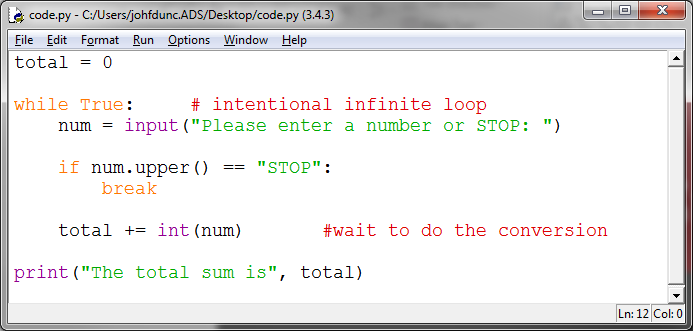 code.py - C:/Users/johfdunc.ADS/Desktop/code.py (3.4.3)
File Edit Format Run Options Window Help
total = 0
while True:     # intentional infinite loop
    num = input("Please enter a number or STOP: ")
    if num.upper() == "STOP":
        break
    total += int(num)       #wait to do the conversion
print("The total sum is", total)
Ln: 12 Col: 0